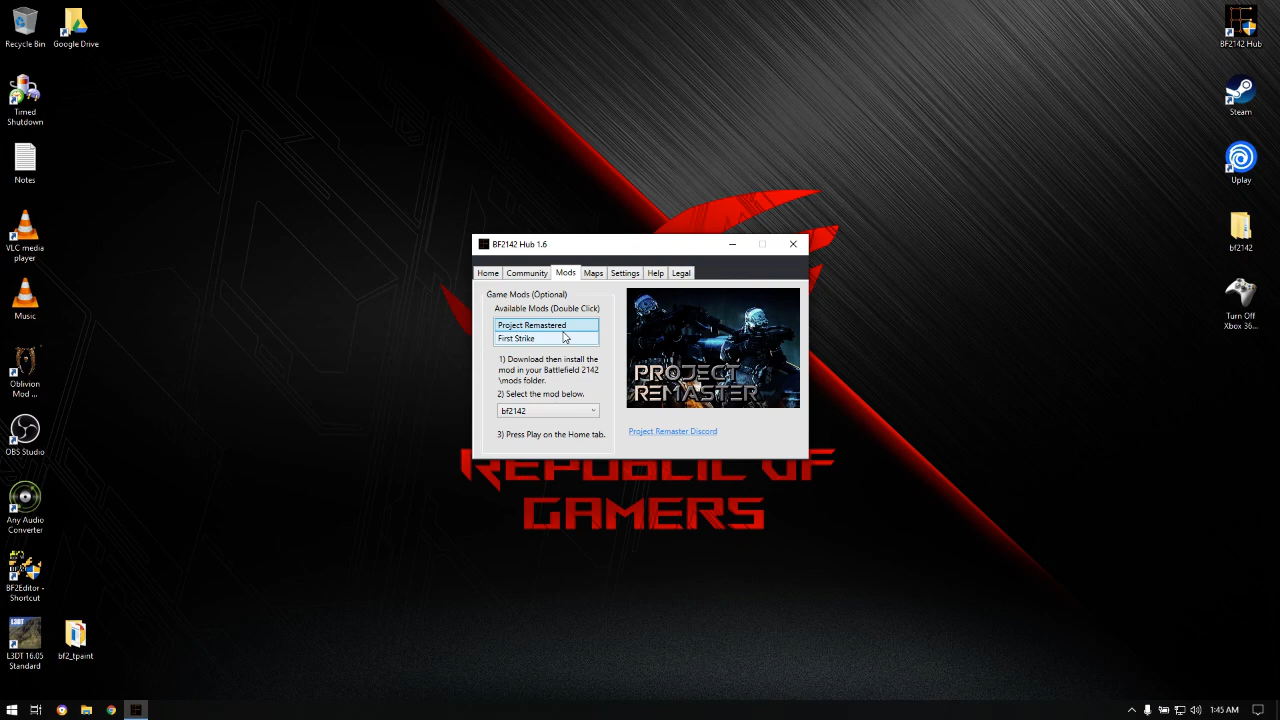 Recycle Bin
Google Drive
Timed
Shutdown
Notes
VLC media
player
Music
Oblivion
Mod ...
OBS Studio
Any Audio
Converter
BF2Editor -
Shortcut
L3DT 16.05
Standard
bf2_tpaint
BF2142 Hub
Steam
Uplay
bf2142
Turn Off
Xbox 36...
BF2142 Hub 1.6
Home Community Mods Maps Settings Help Legal
Game Mods (Optional)
Available Mods (Double Click)
Project Remastered
First Strike
1) Download then install the
mod in your Battlefield 2142
\mods folder.
2) Select the mod below.
bf2142
3) Press Play on the Home tab.
PROJECT
REMASTER
Project Remaster Discord
REPUBLIC OF
GAMERS
1:45 AM